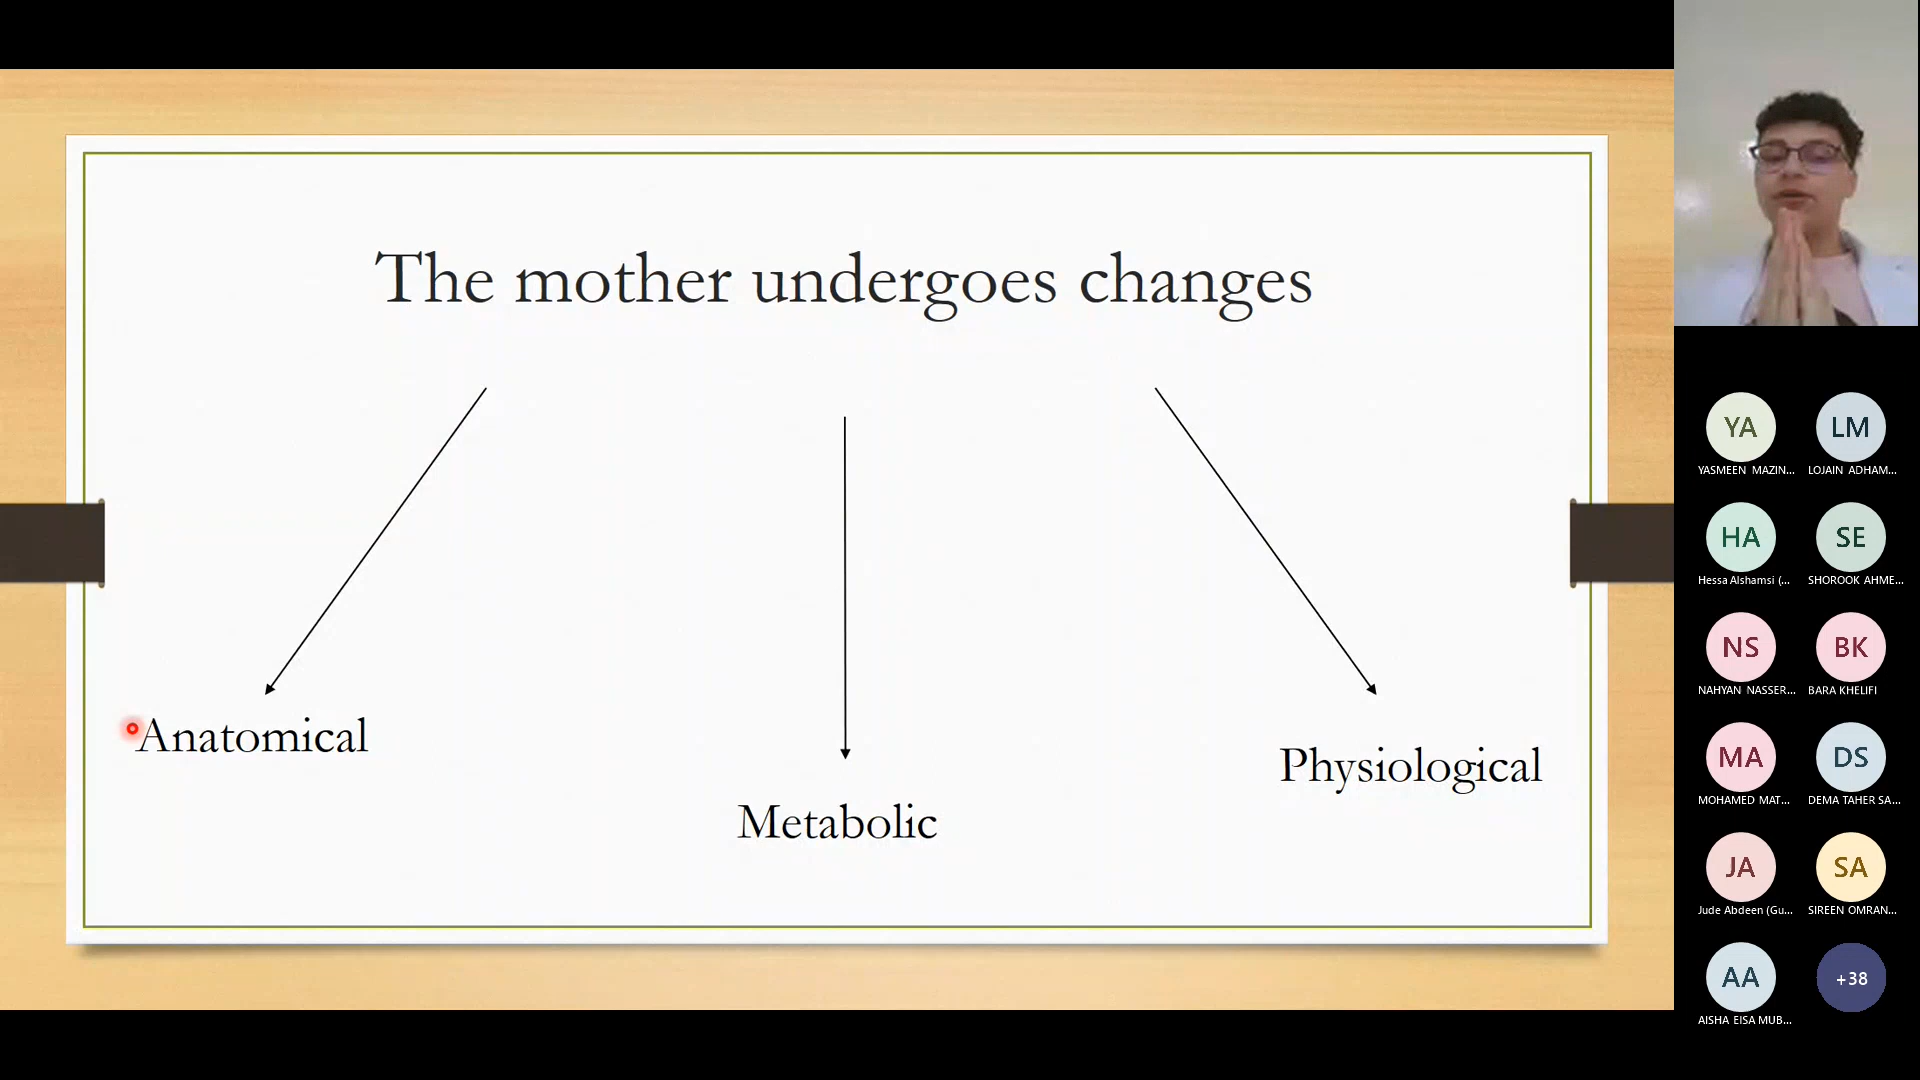 The mother undergoes changes
Anatomical
Metabolic
Physiological
YA
LM
YASMEEN MAZIN...
LOJAIN ADHAM...
HA
SE
Hessa Alshamsi (...
SHOROOK AHME...
NS
BK
NAHYAN NASSER...
BARA KHELIFI
MA
DS
MOHAMED MAT...
DEMA TAHER SA...
JA
SA
Jude Abdeen (Gu...
SIREEN OMRAN...
AA
+38
AISHA EISA MUB...